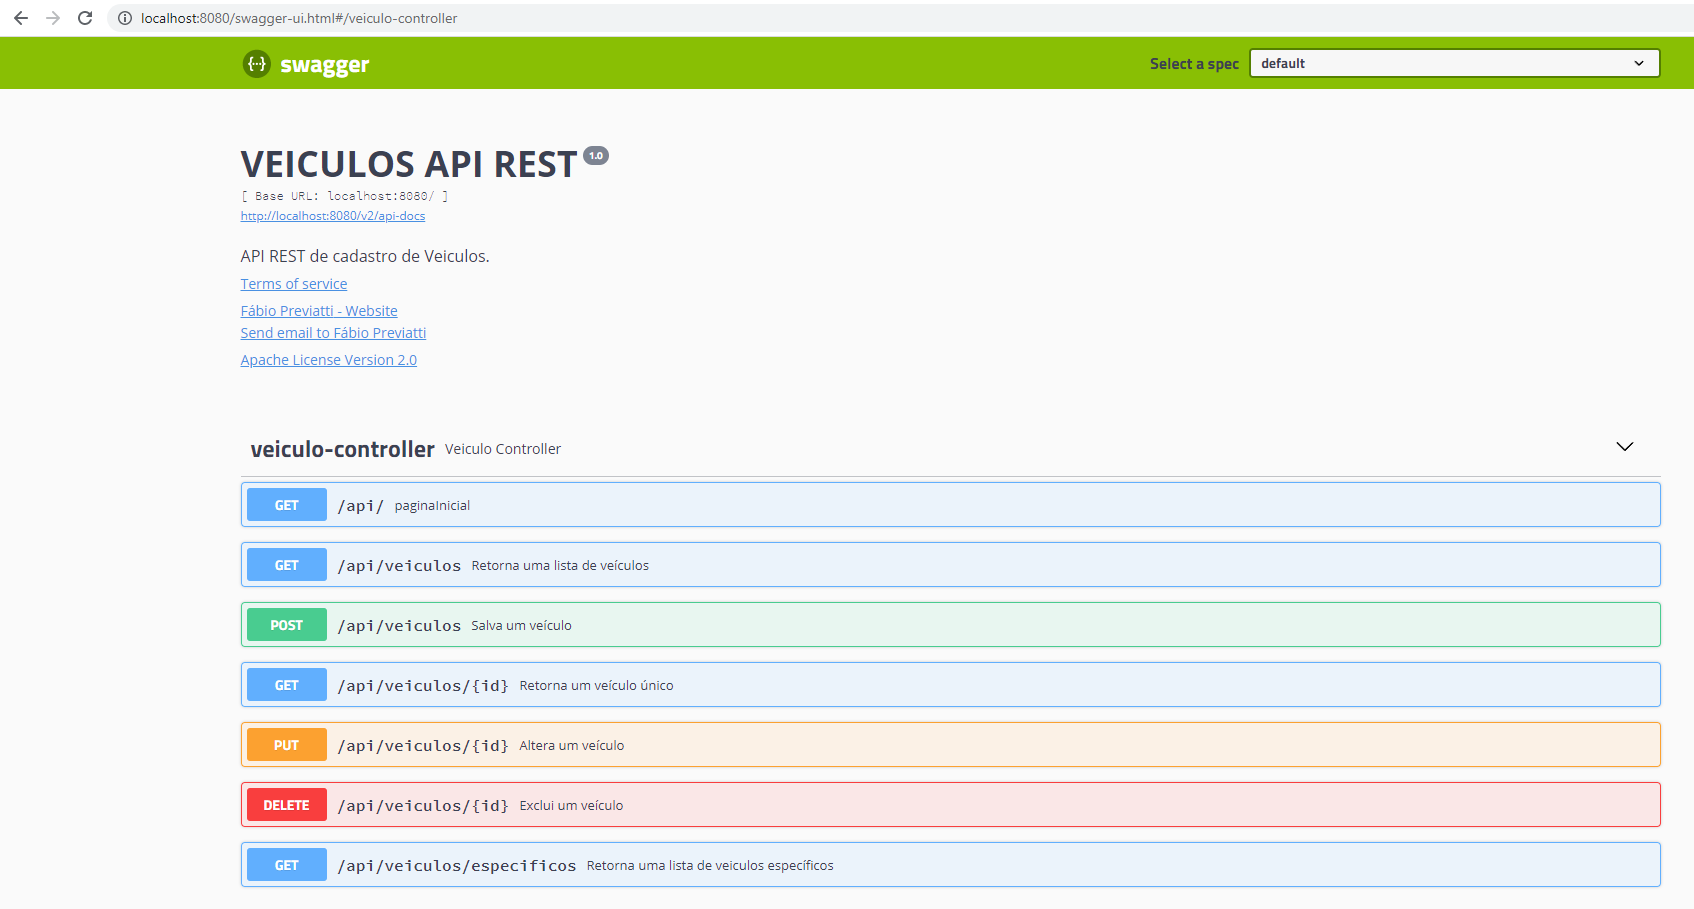 localhost:8080/swagger-ui.html#/veiculo-controller
{··} swagger Select a spec default
VEICULOS API REST 1.0
[ Base URL: localhost:8080/ ]
http://localhost:8080/v2/api-docs
API REST de cadastro de Veiculos.
Terms of service
Fábio Previatti - Website
Send email to Fábio Previatti
Apache License Version 2.0
veiculo-controller Veiculo Controller
GET /api/ paginaInicial
GET /api/veiculos Retorna uma lista de veículos
POST /api/veiculos Salva um veículo
GET /api/veiculos/{id} Retorna um veículo único
PUT /api/veiculos/{id} Altera um veículo
DELETE /api/veiculos/{id} Exclui um veículo
GET /api/veiculos/especificos Retorna uma lista de veiculos específicos